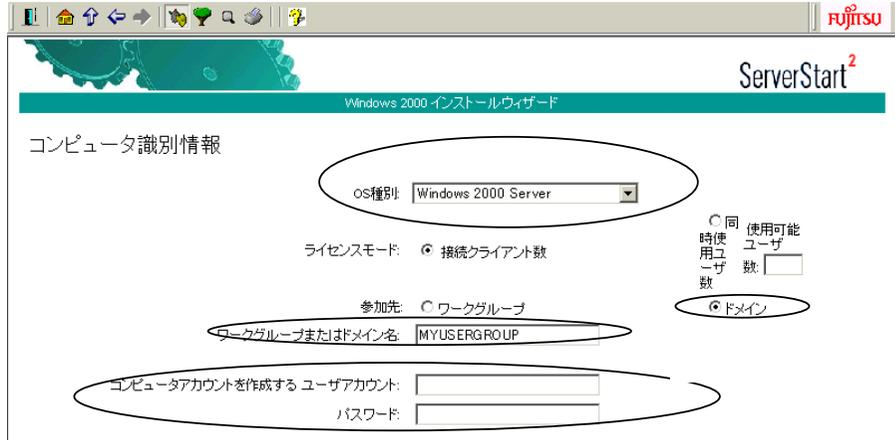 FUJITSU
ServerStart2
Windows 2000 インストールウィザード
コンピュータ識別情報
OS種別: Windows 2000 Server
ライセンスモード: 接続クライアント数 同時使用ユーザ数 使用可能ユーザ数:
参加先: ワークグループ ドメイン
ワークグループまたはドメイン名: MYUSERGROUP
コンピュータアカウントを作成する ユーザアカウント:
パスワード: